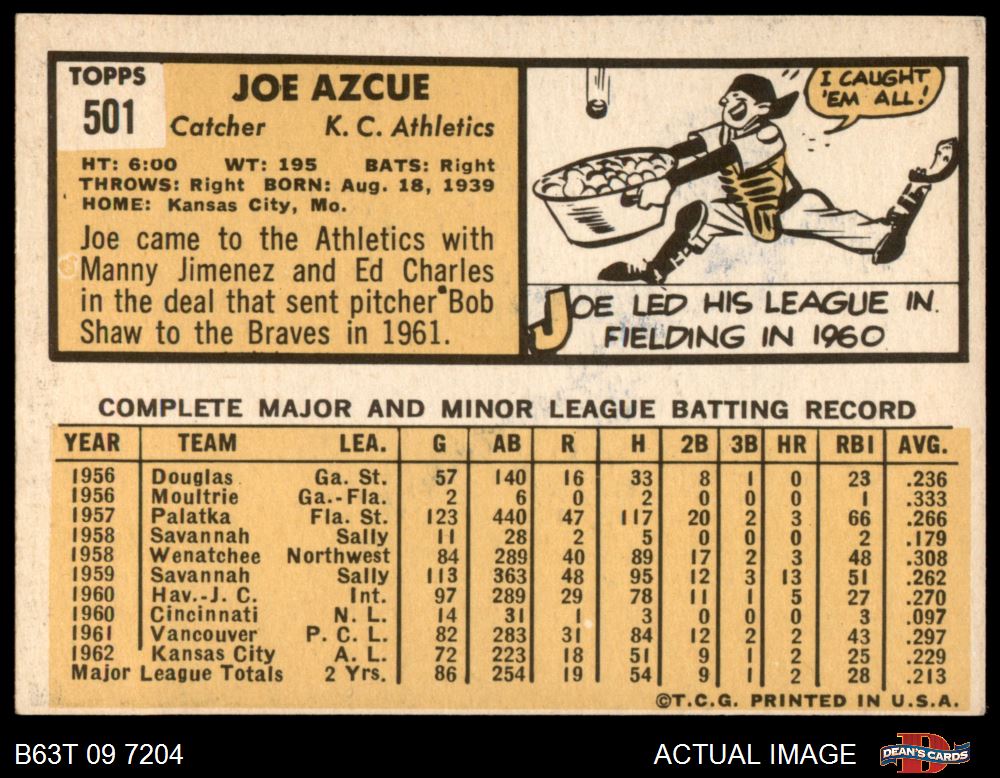 TOPPS
501
JOE AZCUE
Catcher K. C. Athletics
HT: 6:00 WT: 195 BATS: Right
THROWS: Right BORN: Aug. 18, 1939
HOME: Kansas City, Mo.
Joe came to the Athletics with
Manny Jimenez and Ed Charles
in the deal that sent pitcher Bob
Shaw to the Braves in 1961.
I CAUGHT
'EM ALL!
JOE LED HIS LEAGUE IN
FIELDING IN 1960
COMPLETE MAJOR AND MINOR LEAGUE BATTING RECORD
YEAR TEAM LEA. G AB R H 2B 3B HR RBI AVG.
1956 Douglas Ga. St. 57 140 16 33 8 1 0 23 .236
1956 Moultrie Ga.-Fla. 2 6 0 2 0 0 0 1 .333
1957 Palatka Fla. St. 123 440 47 117 20 2 3 66 .266
1958 Savannah Sally 11 28 2 5 0 0 0 2 .179
1958 Wenatchee Northwest 84 289 40 89 17 2 3 48 .308
1959 Savannah Sally 113 363 48 95 12 3 13 51 .262
1960 Hav.-J. C. Int. 97 289 29 78 11 1 5 27 .270
1960 Cincinnati N. L. 14 31 1 3 0 0 0 3 .097
1961 Vancouver P. C. L. 82 283 31 84 12 2 2 43 .297
1962 Kansas City A. L. 72 223 18 51 9 1 2 25 .229
Major League Totals 2 Yrs. 86 254 19 54 9 1 2 28 .213
©T.C.G. PRINTED IN U.S.A.
B63T 09 7204 ACTUAL IMAGE DEAN'S CARDS